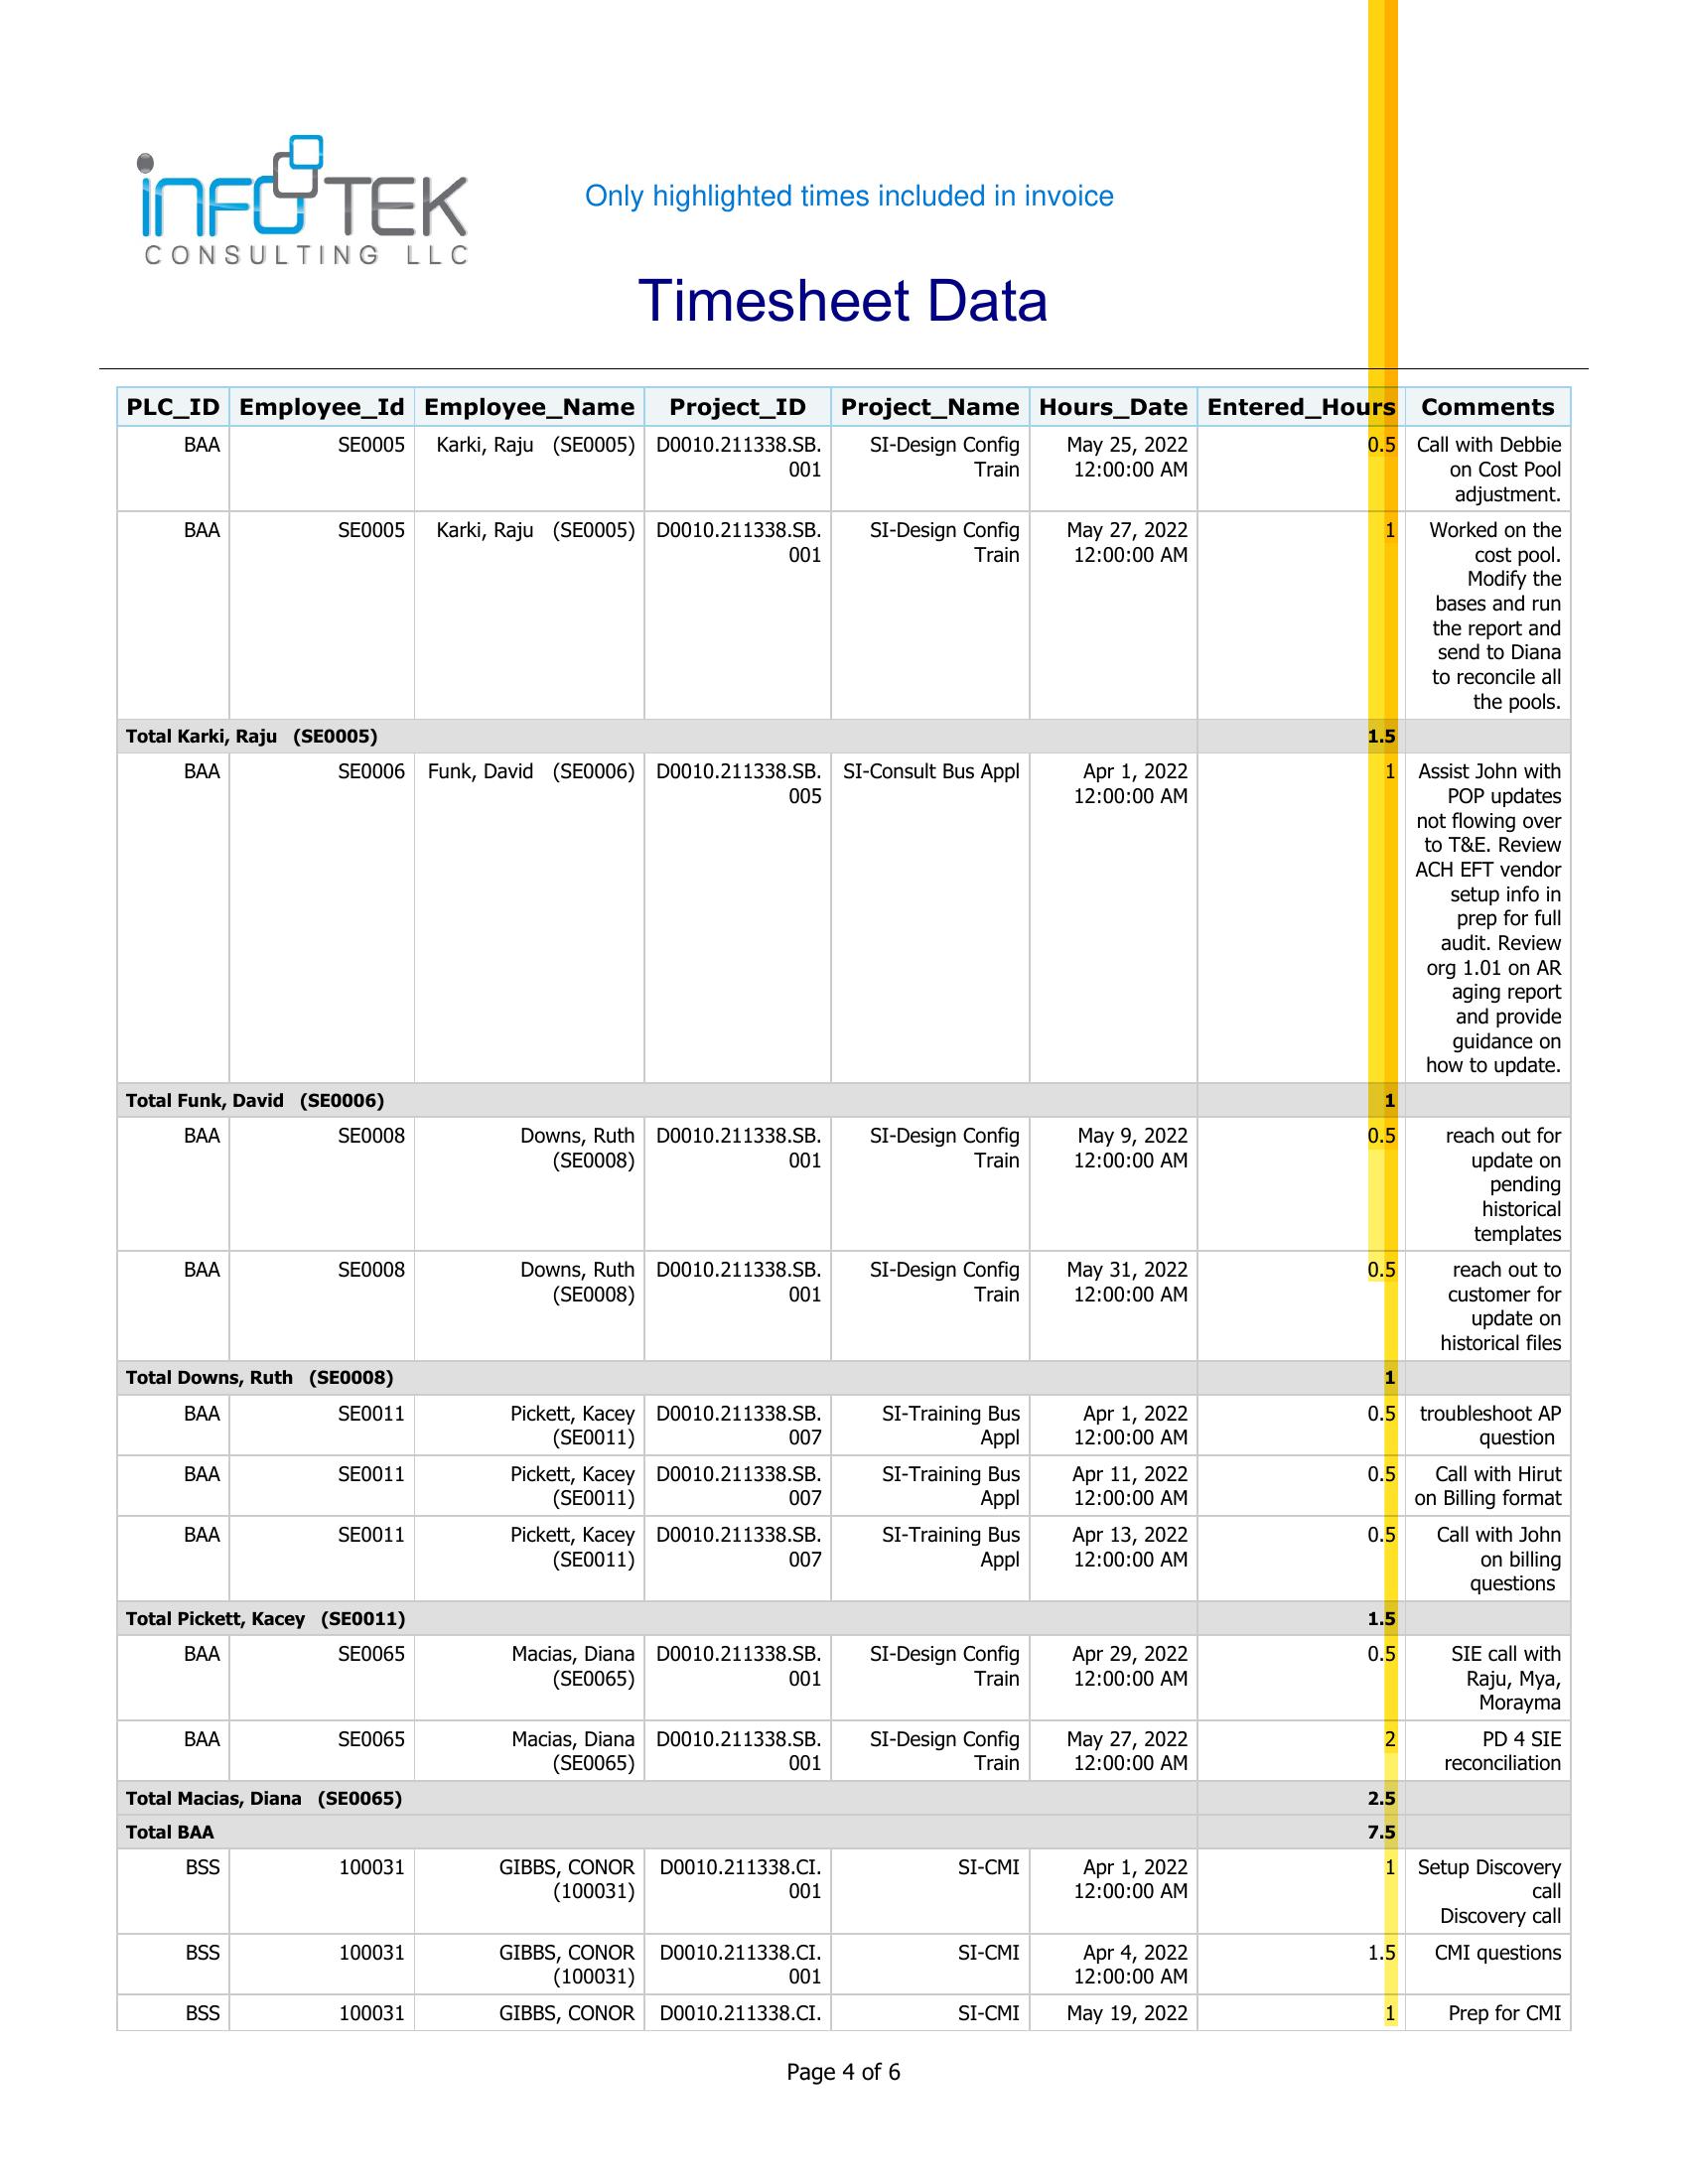 iNFOTEK
CONSULTING LLC
Only highlighted times included in invoice
Timesheet Data
PLC_ID Employee_Id Employee_Name Project_ID Project_Name Hours_Date Entered_Hours Comments
BAA SE0005 Karki, Raju (SE0005) D0010.211338.SB. SI-Design Config May 25, 2022 0.5 Call with Debbie
001 Train 12:00:00 AM on Cost Pool
adjustment.
BAA SE0005 Karki, Raju (SE0005) D0010.211338.SB. SI-Design Config May 27, 2022 1 Worked on the
001 Train 12:00:00 AM cost pool.
Modify the
bases and run
the report and
send to Diana
to reconcile all
the pools.
Total Karki, Raju (SE0005) 1.5
BAA SE0006 Funk, David (SE0006) D0010.211338.SB. SI-Consult Bus Appl Apr 1, 2022 1 Assist John with
005 12:00:00 AM POP updates
not flowing over
to T&E. Review
ACH EFT vendor
setup info in
prep for full
audit. Review
org 1.01 on AR
aging report
and provide
guidance on
how to update.
Total Funk, David (SE0006) 1
BAA SE0008 Downs, Ruth D0010.211338.SB. SI-Design Config May 9, 2022 0.5 reach out for
(SE0008) 001 Train 12:00:00 AM update on
pending
historical
templates
BAA SE0008 Downs, Ruth D0010.211338.SB. SI-Design Config May 31, 2022 0.5 reach out to
(SE0008) 001 Train 12:00:00 AM customer for
update on
historical files
Total Downs, Ruth (SE0008) 1
BAA SE0011 Pickett, Kacey D0010.211338.SB. SI-Training Bus Apr 1, 2022 0.5 troubleshoot AP
(SE0011) 007 Appl 12:00:00 AM question
BAA SE0011 Pickett, Kacey D0010.211338.SB. SI-Training Bus Apr 11, 2022 0.5 Call with Hirut
(SE0011) 007 Appl 12:00:00 AM on Billing format
BAA SE0011 Pickett, Kacey D0010.211338.SB. SI-Training Bus Apr 13, 2022 0.5 Call with John
(SE0011) 007 Appl 12:00:00 AM on billing
questions
Total Pickett, Kacey (SE0011) 1.5
BAA SE0065 Macias, Diana D0010.211338.SB. SI-Design Config Apr 29, 2022 0.5 SIE call with
(SE0065) 001 Train 12:00:00 AM Raju, Mya,
Morayma
BAA SE0065 Macias, Diana D0010.211338.SB. SI-Design Config May 27, 2022 2 PD 4 SIE
(SE0065) 001 Train 12:00:00 AM reconciliation
Total Macias, Diana (SE0065) 2.5
Total BAA 7.5
BSS 100031 GIBBS, CONOR D0010.211338.CI. SI-CMI Apr 1, 2022 1 Setup Discovery
(100031) 001 12:00:00 AM call
Discovery call
BSS 100031 GIBBS, CONOR D0010.211338.CI. SI-CMI Apr 4, 2022 1.5 CMI questions
(100031) 001 12:00:00 AM
BSS 100031 GIBBS, CONOR D0010.211338.CI. SI-CMI May 19, 2022 1 Prep for CMI
Page 4 of 6